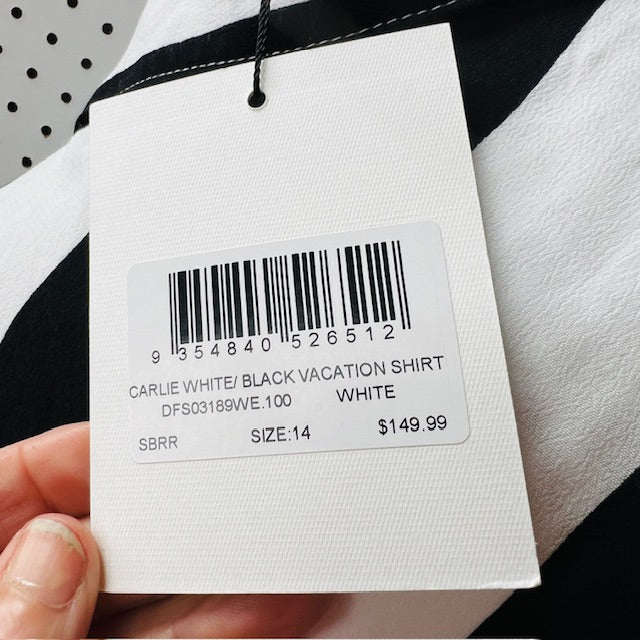 9 354840 526512
CARLIE WHITE/ BLACK VACATION SHIRT
DFS03189WE.100 WHITE
SBRR SIZE:14 $149.99